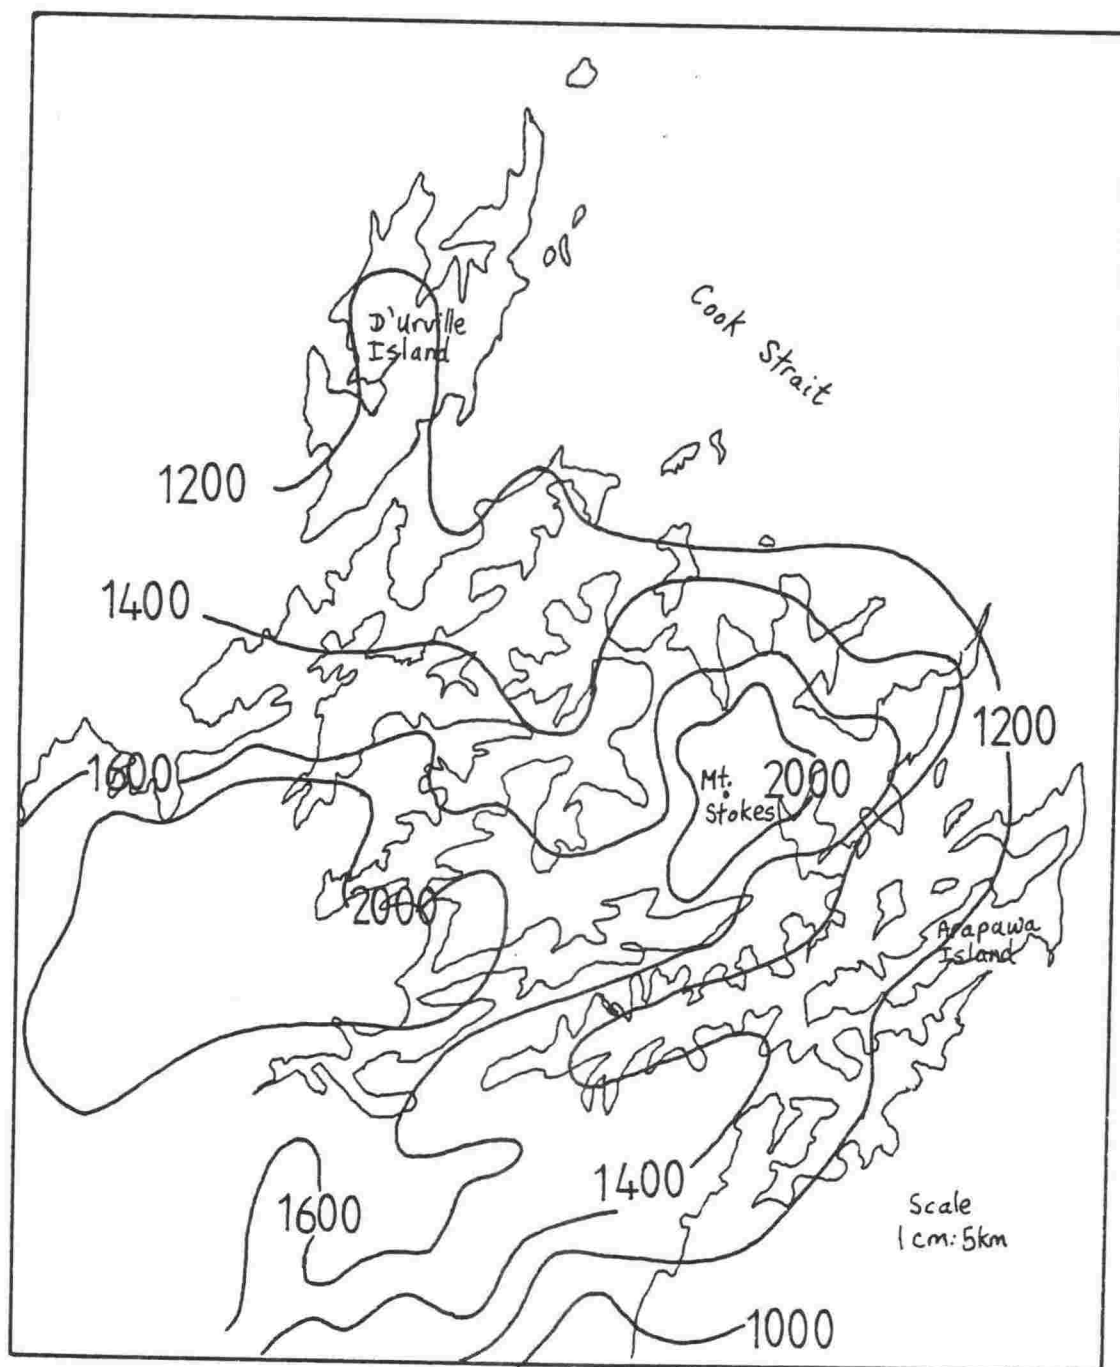 Cook Strait
D'Urville
Island
1200
1400
1200
1600
Mt.
Stokes
2000
2000
Arapawa
Island
1400
1600
Scale
1cm: 5km
1000